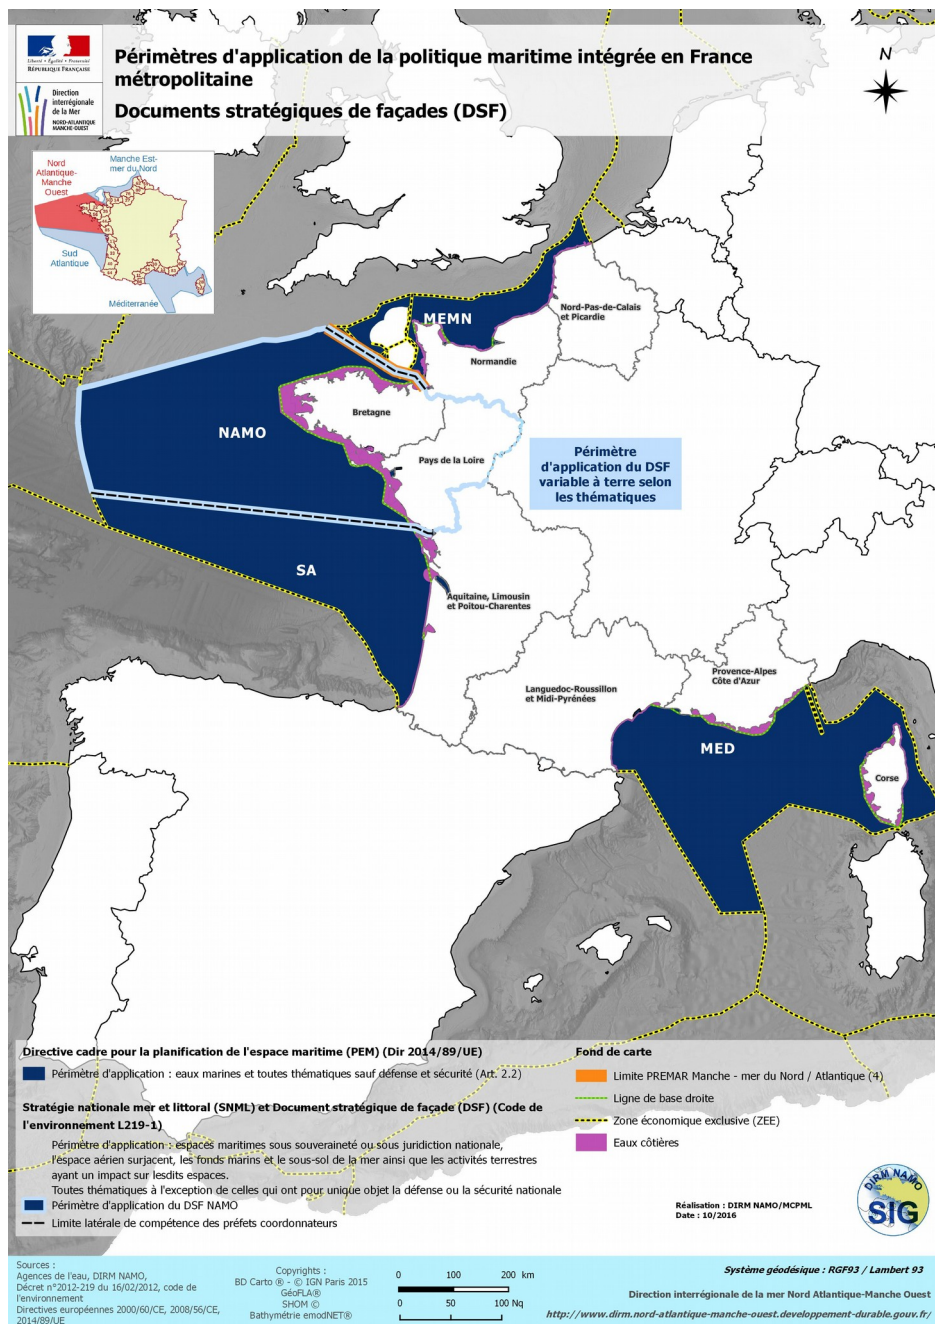 Liberté • Égalité • Fraternité
RÉPUBLIQUE FRANÇAISE
Direction
interrégionale
de la Mer
NORD-ATLANTIQUE
MANCHE-OUEST
Périmètres d'application de la politique maritime intégrée en France
métropolitaine
Documents stratégiques de façades (DSF)
N
Nord
Atlantique-
Manche
Ouest
Manche Est-
mer du Nord
Sud
Atlantique
Méditerranée
MEMN
Nord-Pas-de-Calais
et Picardie
Normandie
Bretagne
NAMO
Pays de la Loire
Périmètre
d'application du DSF
variable à terre selon
les thématiques
SA
Aquitaine, Limousin
et Poitou-Charentes
Languedoc-Roussillon
et Midi-Pyrénées
Provence-Alpes
Côte d'Azur
MED
Corse
Directive cadre pour la planification de l'espace maritime (PEM) (Dir 2014/89/UE)
Périmètre d'application : eaux marines et toutes thématiques sauf défense et sécurité (Art. 2.2)
Stratégie nationale mer et littoral (SNML) et Document stratégique de façade (DSF) (Code de
l'environnement L219-1)
Périmètre d'application : espaces maritimes sous souveraineté ou sous juridiction nationale,
l'espace aérien surjacent, les fonds marins et le sous-sol de la mer ainsi que les activités terrestres
ayant un impact sur lesdits espaces.
Toutes thématiques à l'exception de celles qui ont pour unique objet la défense ou la sécurité nationale
Périmètre d'application du DSF NAMO
Limite latérale de compétence des préfets coordonnateurs
Fond de carte
Limite PREMAR Manche - mer du Nord / Atlantique (4)
Ligne de base droite
Zone économique exclusive (ZEE)
Eaux côtières
Réalisation : DIRM NAMO/MCPML
Date : 10/2016
DIRM NAMO
SIG
Sources :
Agences de l'eau, DIRM NAMO,
Décret n°2012-219 du 16/02/2012, code de
l'environnement
Directives européennes 2000/60/CE, 2008/56/CE,
2014/89/UE
Copyrights :
BD Carto ® - © IGN Paris 2015
GéoFLA®
SHOM ©
Bathymétrie emodNET®
0 100 200 km
0 50 100 Nq
Système géodésique : RGF93 / Lambert 93
Direction interrégionale de la mer Nord Atlantique-Manche Ouest
http://www.dirm.nord-atlantique-manche-ouest.developpement-durable.gouv.fr/